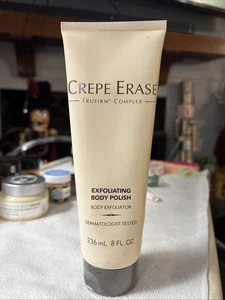 CREPE ERASE
TRUFIRM® COMPLEX
EXFOLIATING
BODY POLISH
BODY EXFOLIATOR
DERMATOLOGIST TESTED
236 mL 8 FL. OZ